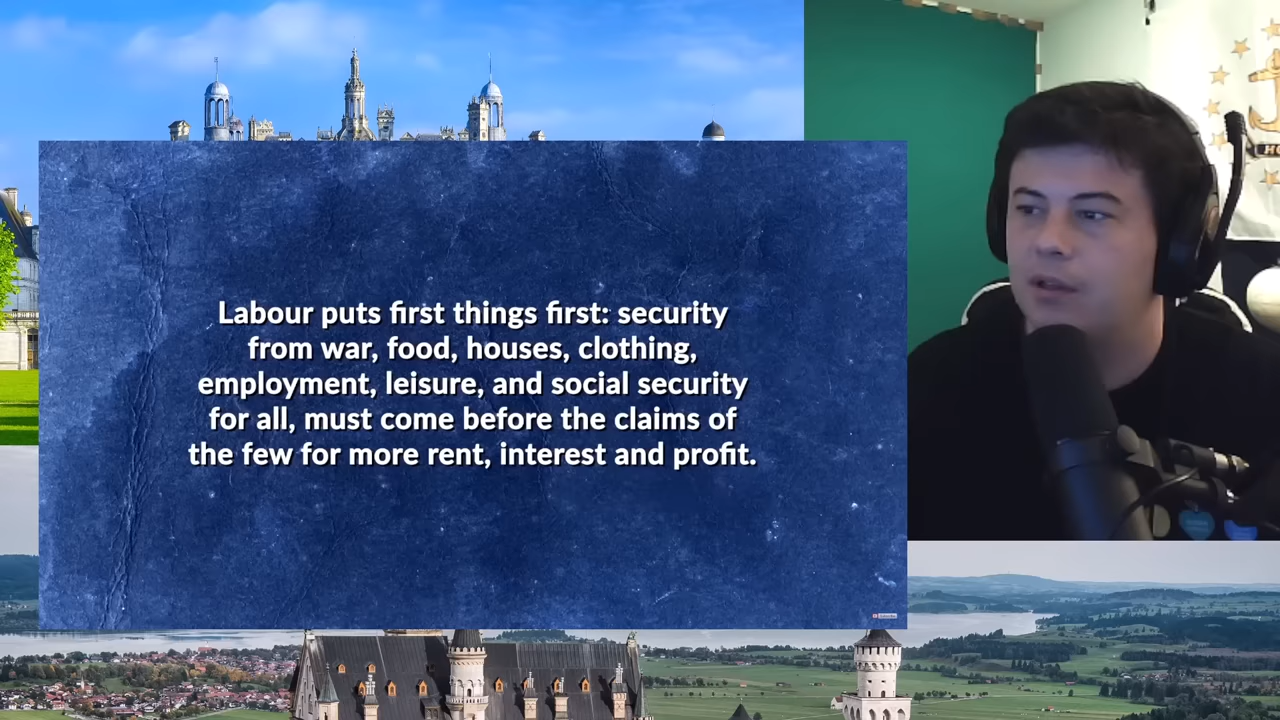 Labour puts first things first: security
from war, food, houses, clothing,
employment, leisure, and social security
for all, must come before the claims of
the few for more rent, interest and profit.